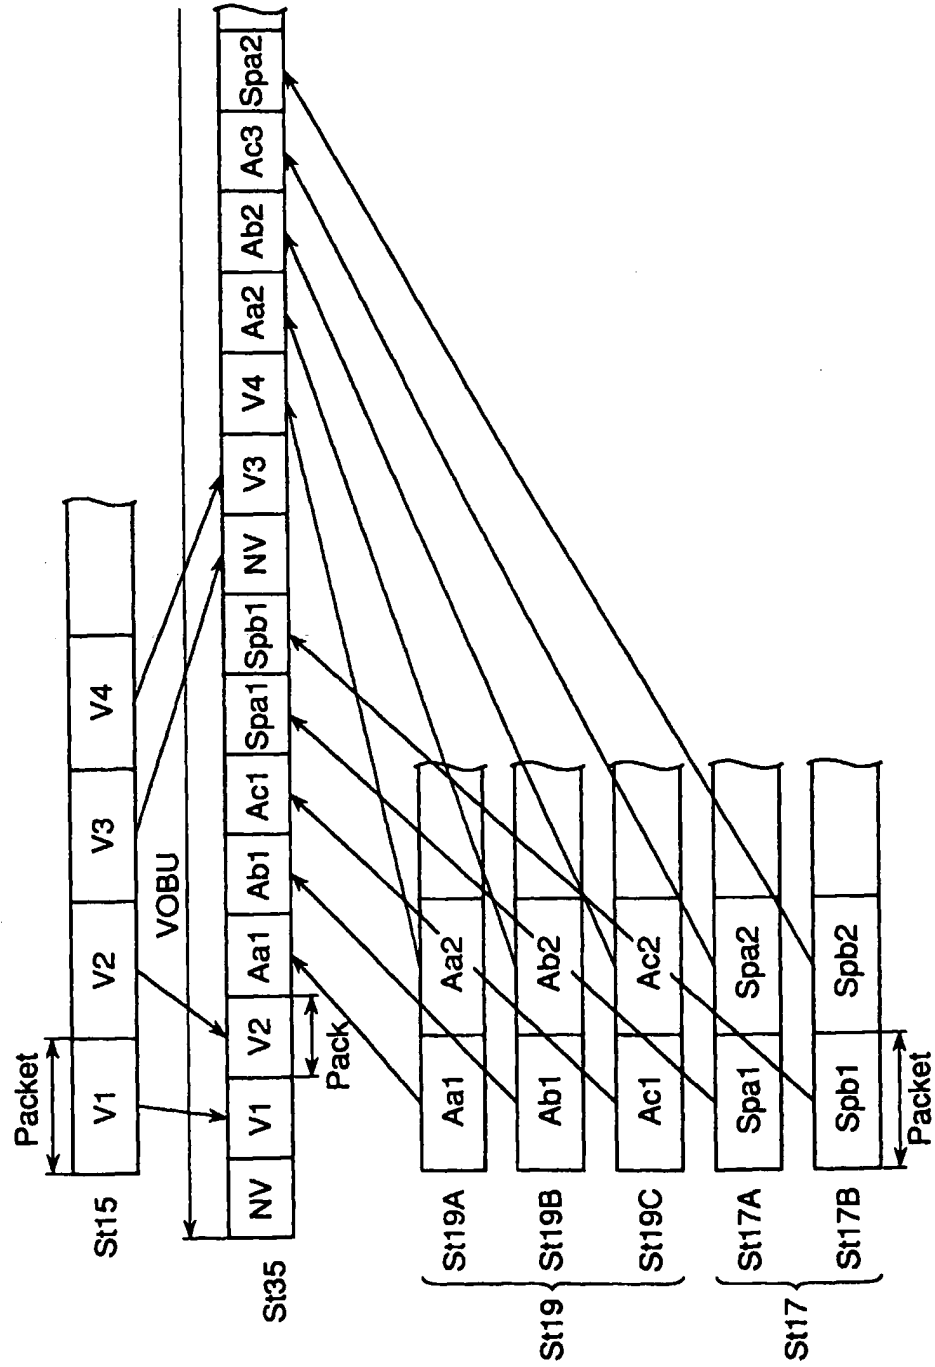 Packet
St15 V1 V2 V3 V4
VOBU
St35 NV V1 V2 Aa1 Ab1 Ac1 Spa1 Spb1 NV V3 V4 Aa2 Ab2 Ac3 Spa2
Pack
St19
St19A Aa1 Aa2
St19B Ab1 Ab2
St19C Ac1 Ac2
St17
St17A Spa1 Spa2
St17B Spb1 Spb2
Packet